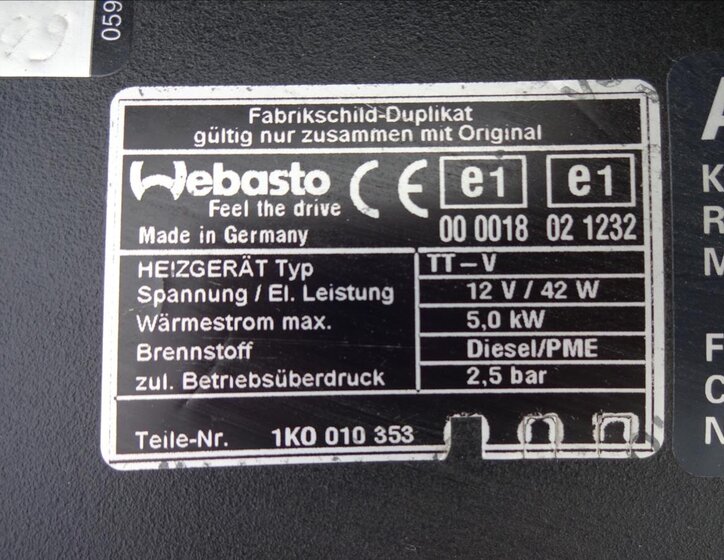 059
Fabrikschild-Duplikat
gültig nur zusammen mit Original
Webasto CE e1 e1
Feel the drive
Made in Germany 00 0018 02 1232
HEIZGERÄT Typ TT-V
Spannung / El. Leistung 12 V / 42 W
Wärmestrom max. 5,0 kW
Brennstoff Diesel/PME
zul. Betriebsüberdruck 2,5 bar
Teile-Nr. 1K0 010 353
A
K
R
M
F
C
N